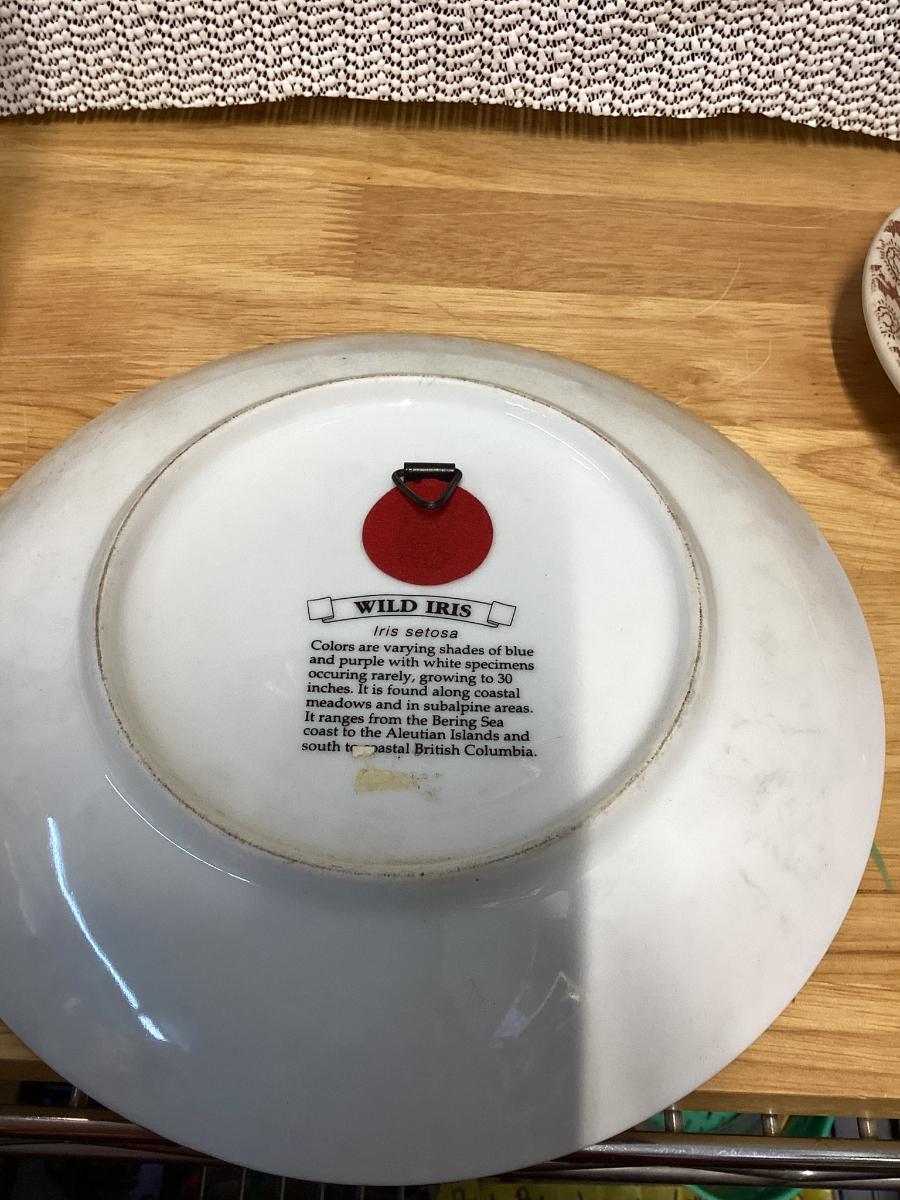 WILD IRIS
Iris setosa
Colors are varying shades of blue
and purple with white specimens
occuring rarely, growing to 30
inches. It is found along coastal
meadows and in subalpine areas.
It ranges from the Bering Sea
coast to the Aleutian Islands and
south to coastal British Columbia.